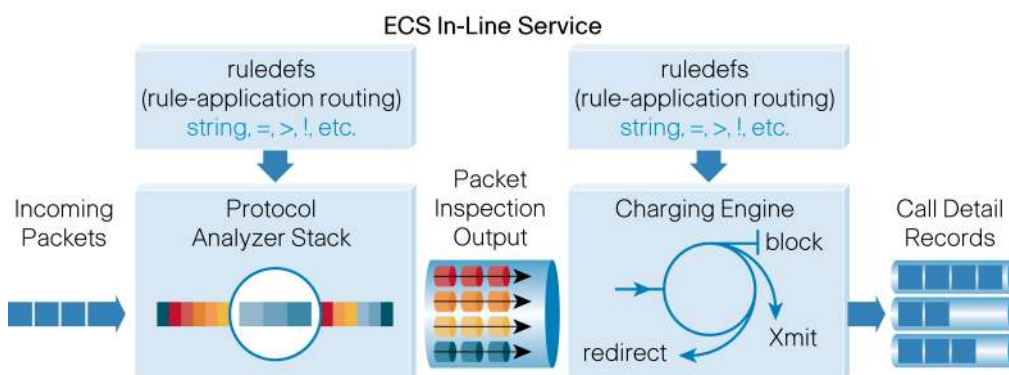 ECS In-Line Service
ruledefs
(rule-application routing)
string, =, >, !, etc.
ruledefs
(rule-application routing)
string, =, >, !, etc.
Incoming
Packets
Protocol
Analyzer Stack
Packet
Inspection
Output
Charging Engine
block
Xmit
redirect
Call Detail
Records